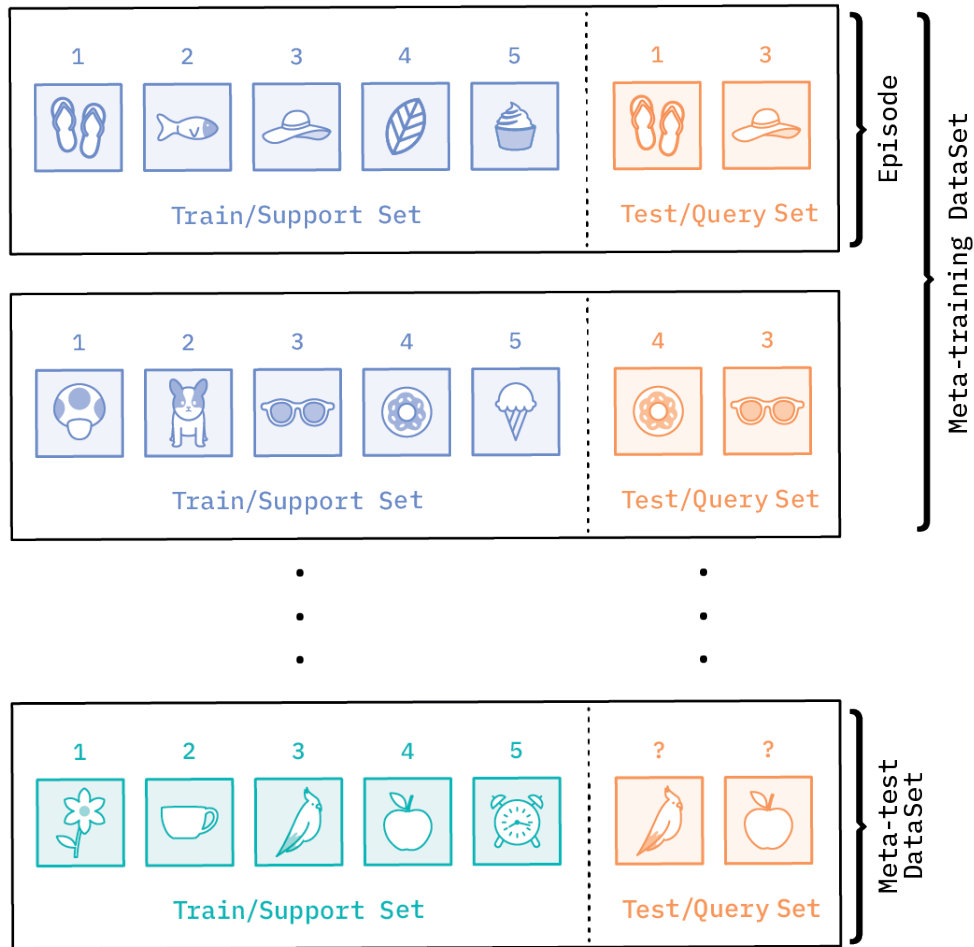 1 2 3 4 5 1 3
Train/Support Set Test/Query Set
Episode
Meta-training DataSet
1 2 3 4 5 4 3
Train/Support Set Test/Query Set
1 2 3 4 5 ? ?
Train/Support Set Test/Query Set
Meta-test
DataSet